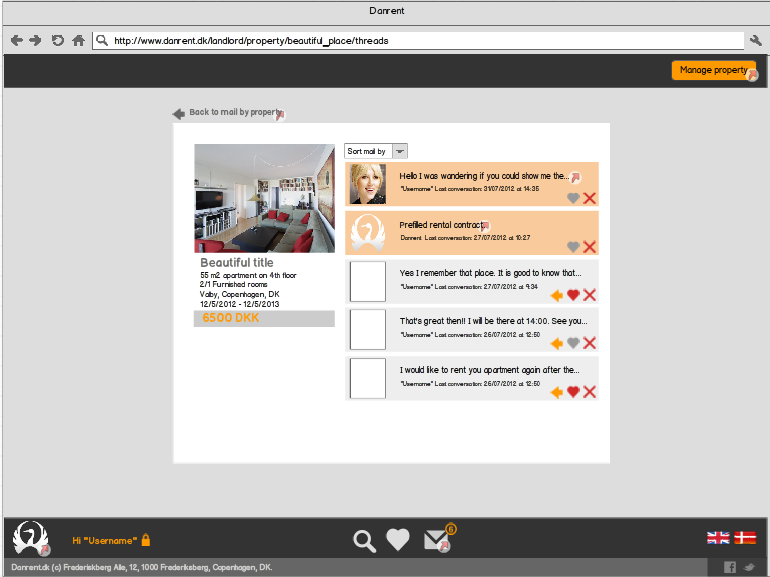 Danrent
http://www.danrent.dk/landlord/property/beautiful_place/threads
Manage property
Back to mail by property
Sort mail by
Hello I was wandering if you could show me the...
"Username" Last conversation: 31/07/2012 at 14:35
Prefilled rental contract
Danrent Last conversation: 27/07/2012 at 10:27
Beautiful title
55 m2 apartment on 4th floor
2/1 Furnished rooms
Valby, Copenhagen, DK
12/5/2012 - 12/5/2013
6500 DKK
Yes I remember that place. It is good to know that...
"Username" Last conversation: 27/07/2012 at 9:34
That's great then!! I will be there at 14:00. See you...
"Username" Last conversation: 26/07/2012 at 12:50
I would like to rent you apartment again after the...
"Username" Last conversation: 26/07/2012 at 12:50
Hi "Username"
6
Danrent.dk (c) Frederiskberg Alle, 12, 1000 Frederiksberg, Copenhagen, DK.